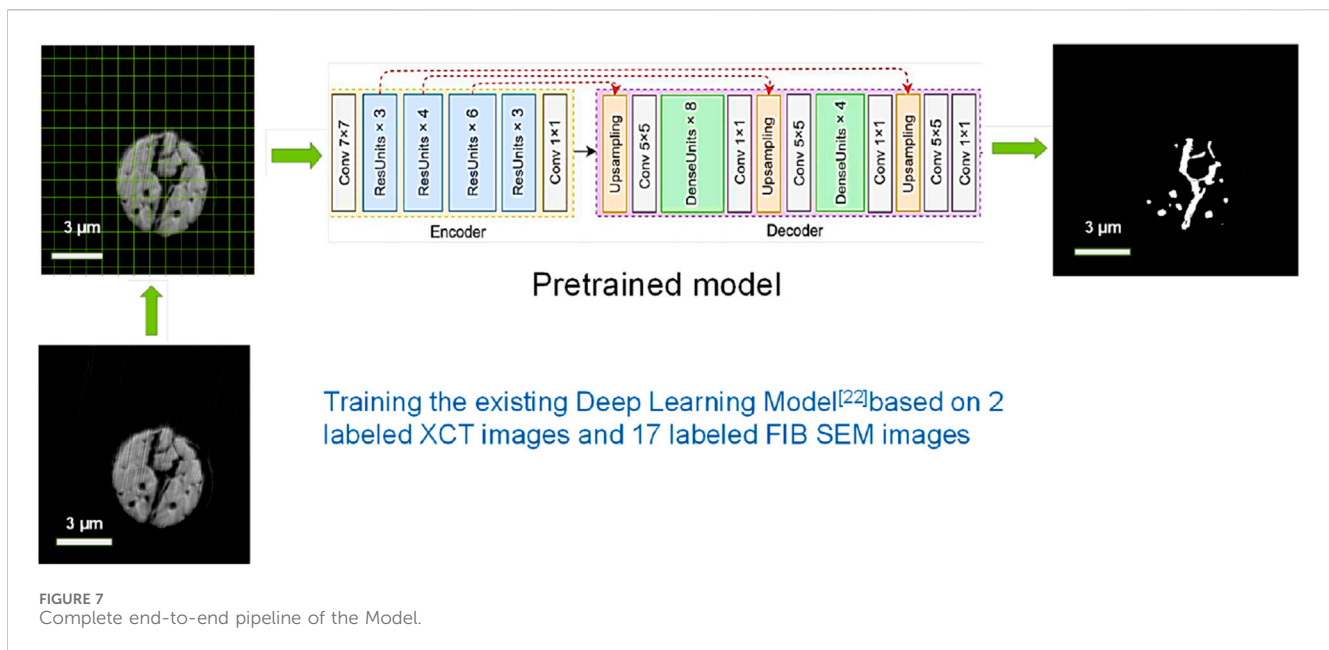 3 μm
Conv 7×7
ResUnits × 3
ResUnits × 4
ResUnits × 6
ResUnits × 3
Conv 1×1
Encoder
Upsampling
Conv 5×5
DenseUnits × 8
Conv 1×1
Upsampling
Conv 5×5
DenseUnits × 4
Conv 1×1
Upsampling
Conv 5×5
Conv 1×1
Decoder
3 μm
Pretrained model
3 μm
Training the existing Deep Learning Model[22]based on 2
labeled XCT images and 17 labeled FIB SEM images
FIGURE 7
Complete end-to-end pipeline of the Model.